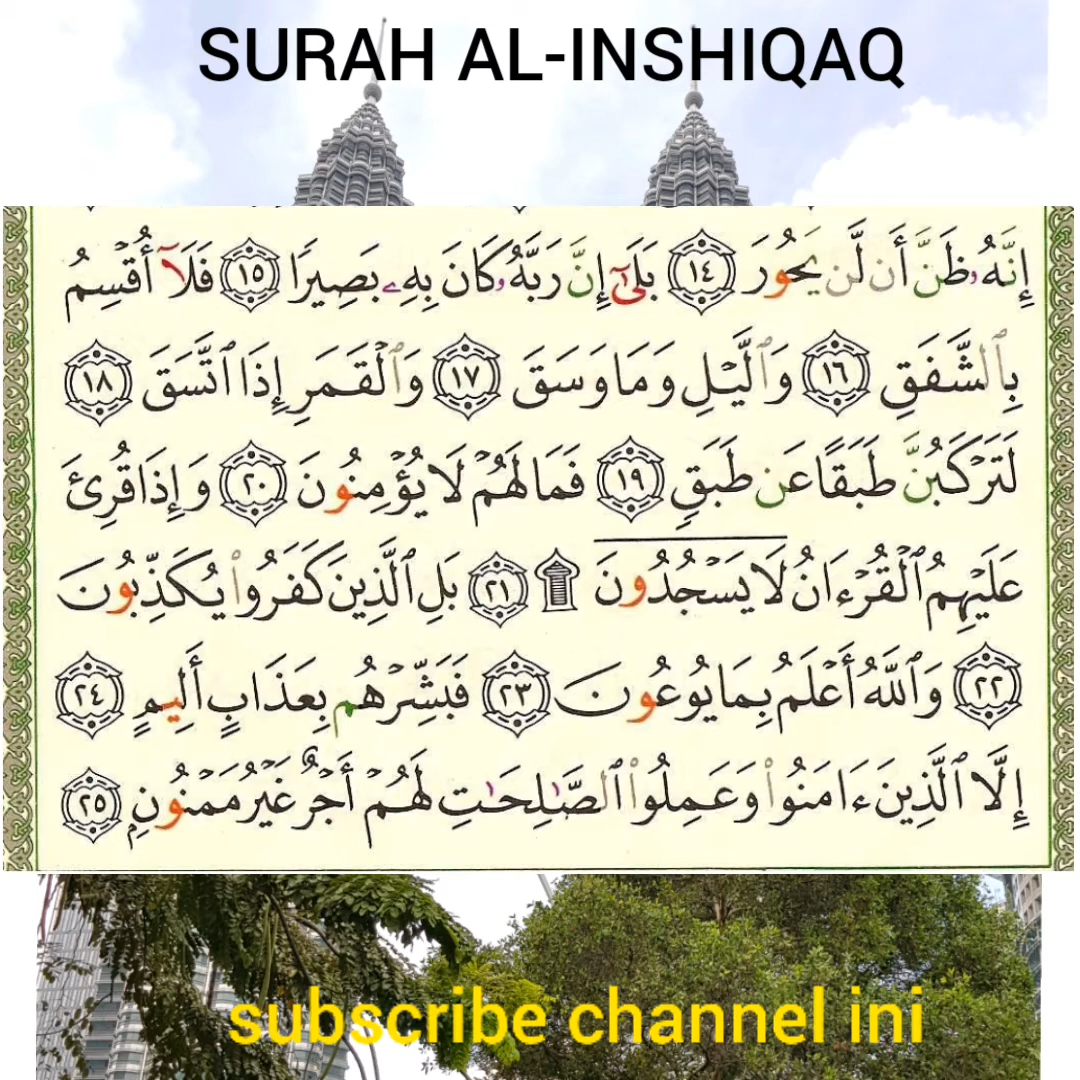 SURAH AL-INSHIQAQ
إِنَّهُۥ ظَنَّ أَن لَّن يَحُورَ ١٤ بَلَىٰٓ إِنَّ رَبَّهُۥ كَانَ بِهِۦ بَصِيرًا ١٥ فَلَآ أُقْسِمُ
بِٱلشَّفَقِ ١٦ وَٱلَّيْلِ وَمَا وَسَقَ ١٧ وَٱلْقَمَرِ إِذَا ٱتَّسَقَ ١٨
لَتَرْكَبُنَّ طَبَقًا عَن طَبَقٍ ١٩ فَمَا لَهُمْ لَا يُؤْمِنُونَ ٢٠ وَإِذَا قُرِئَ
عَلَيْهِمُ ٱلْقُرْءَانُ لَا يَسْجُدُونَ ۩ ٢١ بَلِ ٱلَّذِينَ كَفَرُوا۟ يُكَذِّبُونَ
٢٢ وَٱللَّهُ أَعْلَمُ بِمَا يُوعُونَ ٢٣ فَبَشِّرْهُم بِعَذَابٍ أَلِيمٍ ٢٤
إِلَّا ٱلَّذِينَ ءَامَنُوا۟ وَعَمِلُوا۟ ٱلصَّـٰلِحَـٰتِ لَهُمْ أَجْرٌ غَيْرُ مَمْنُونٍۭ ٢٥
subscribe channel ini